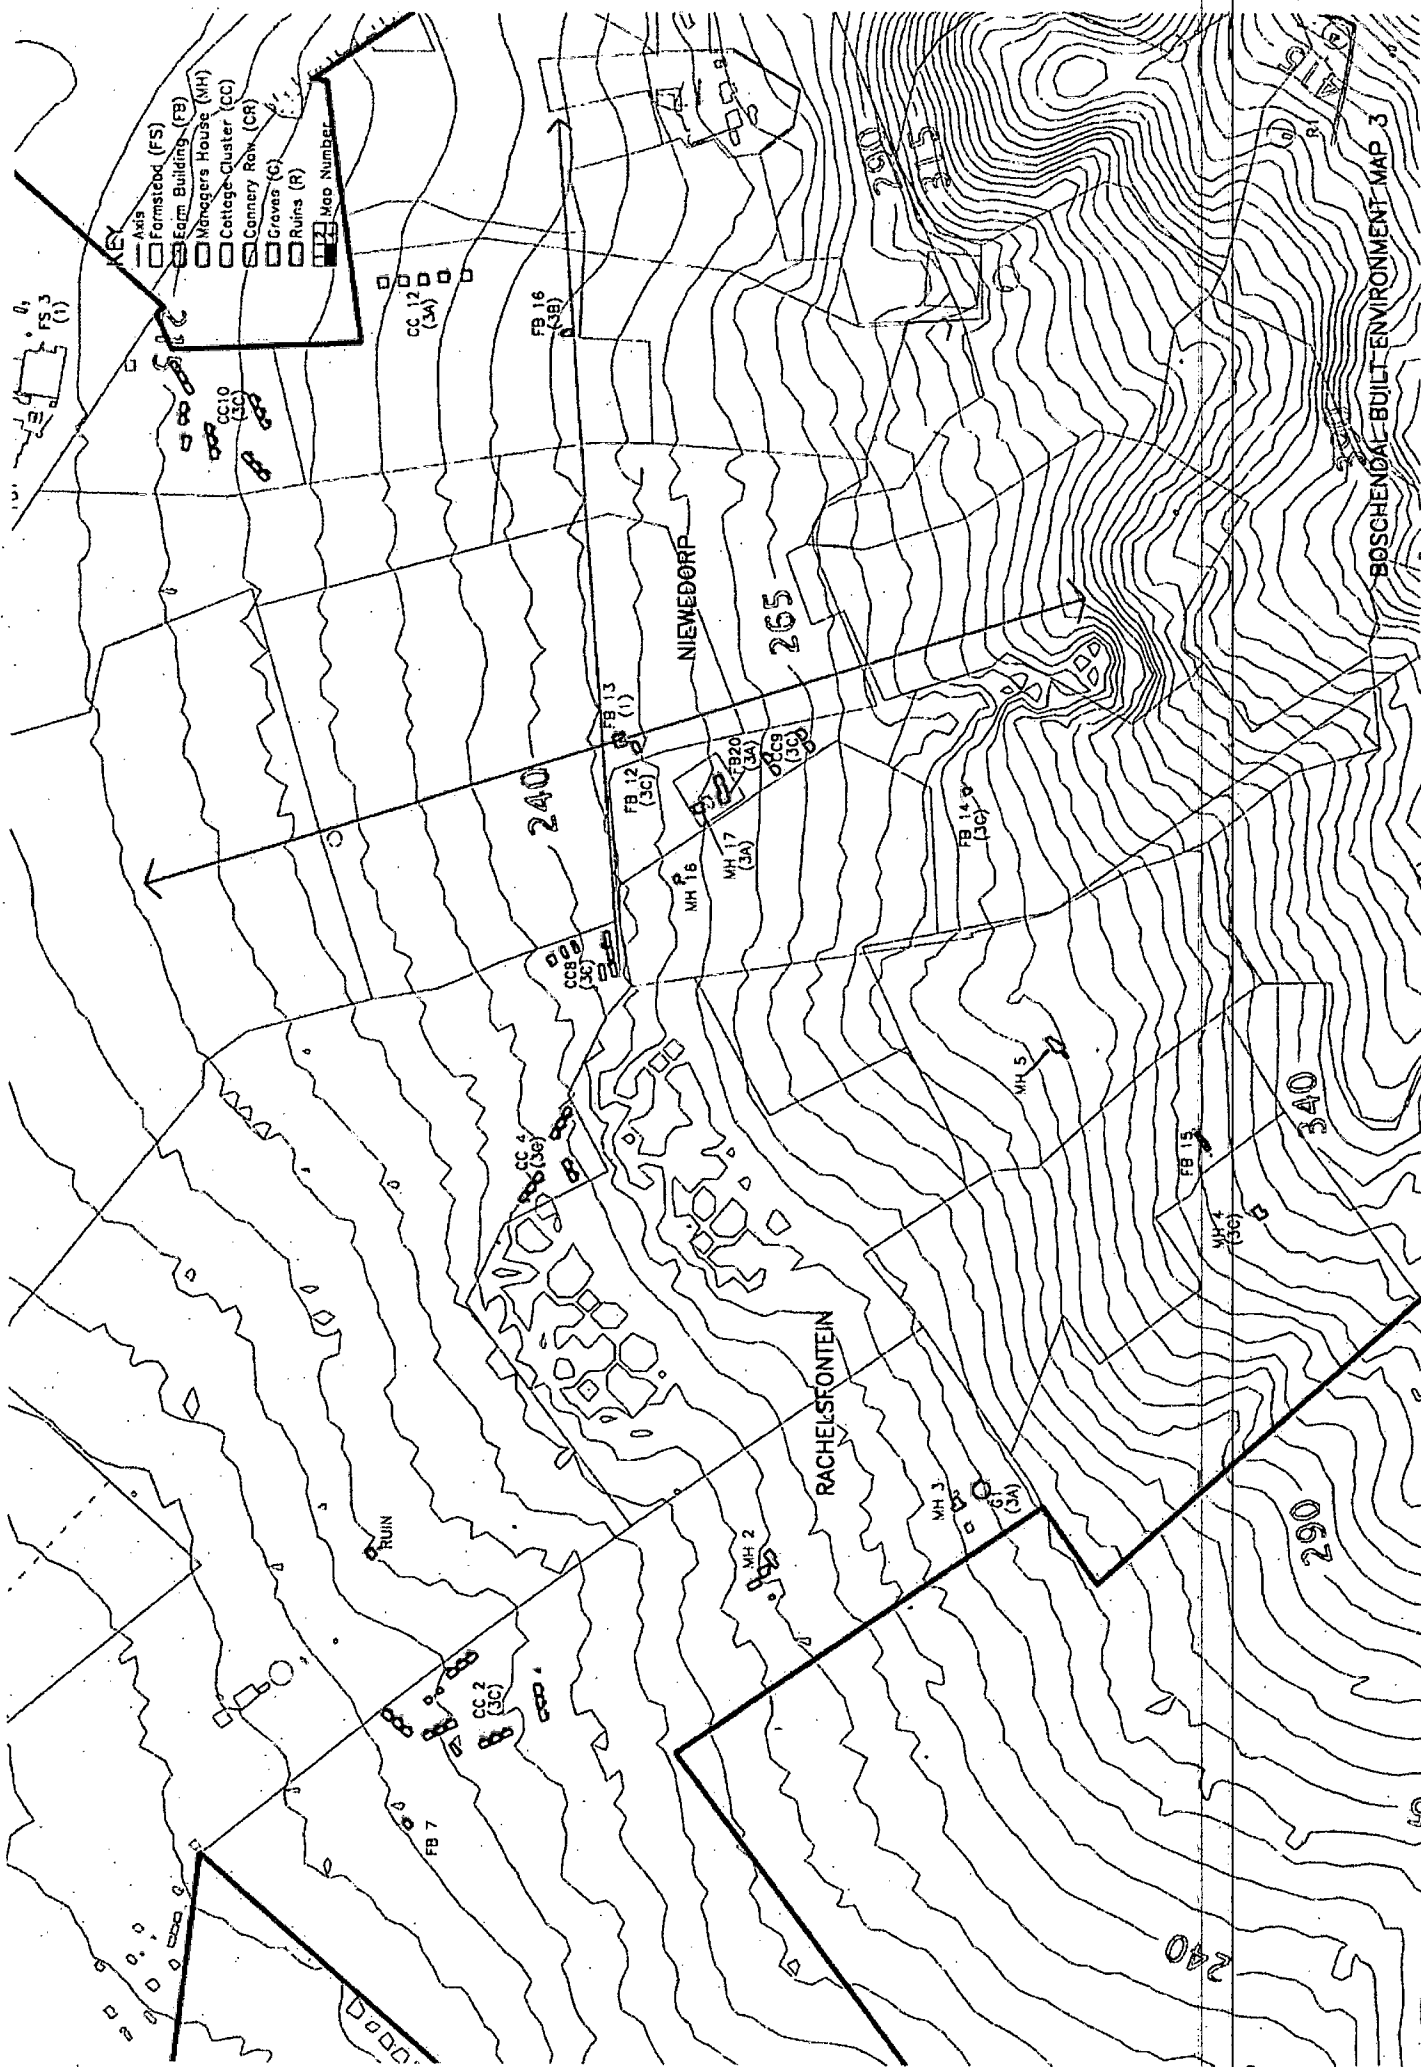 KEY
Axis
Farmstead (FS)
Farm Building (FB)
Managers House (MH)
Cottage Cluster (CC)
Cannery Row (CR)
Graves (G)
Ruins (R)
Map Number
FS 3
(1)
CC10
(3C)
CC 12
(3A)
FB 16
(3B)
290
315
415
R1
NIEWEDORP
265
240
FB 13
(1)
FB 12
(3C)
FB20
(3A)
CC9
(3C)
MH 17
(3A)
MH 16
FB 14
(3C)
CC8
(3C)
CC 4
(3C)
MH 5
FB 15
340
MH 4
(3C)
RACHELSFONTEIN
MH 3
G1
(3A)
MH 2
RUIN
CC 2
(3C)
FB 7
290
240
BOSCHENDAL BUILT ENVIRONMENT MAP 3